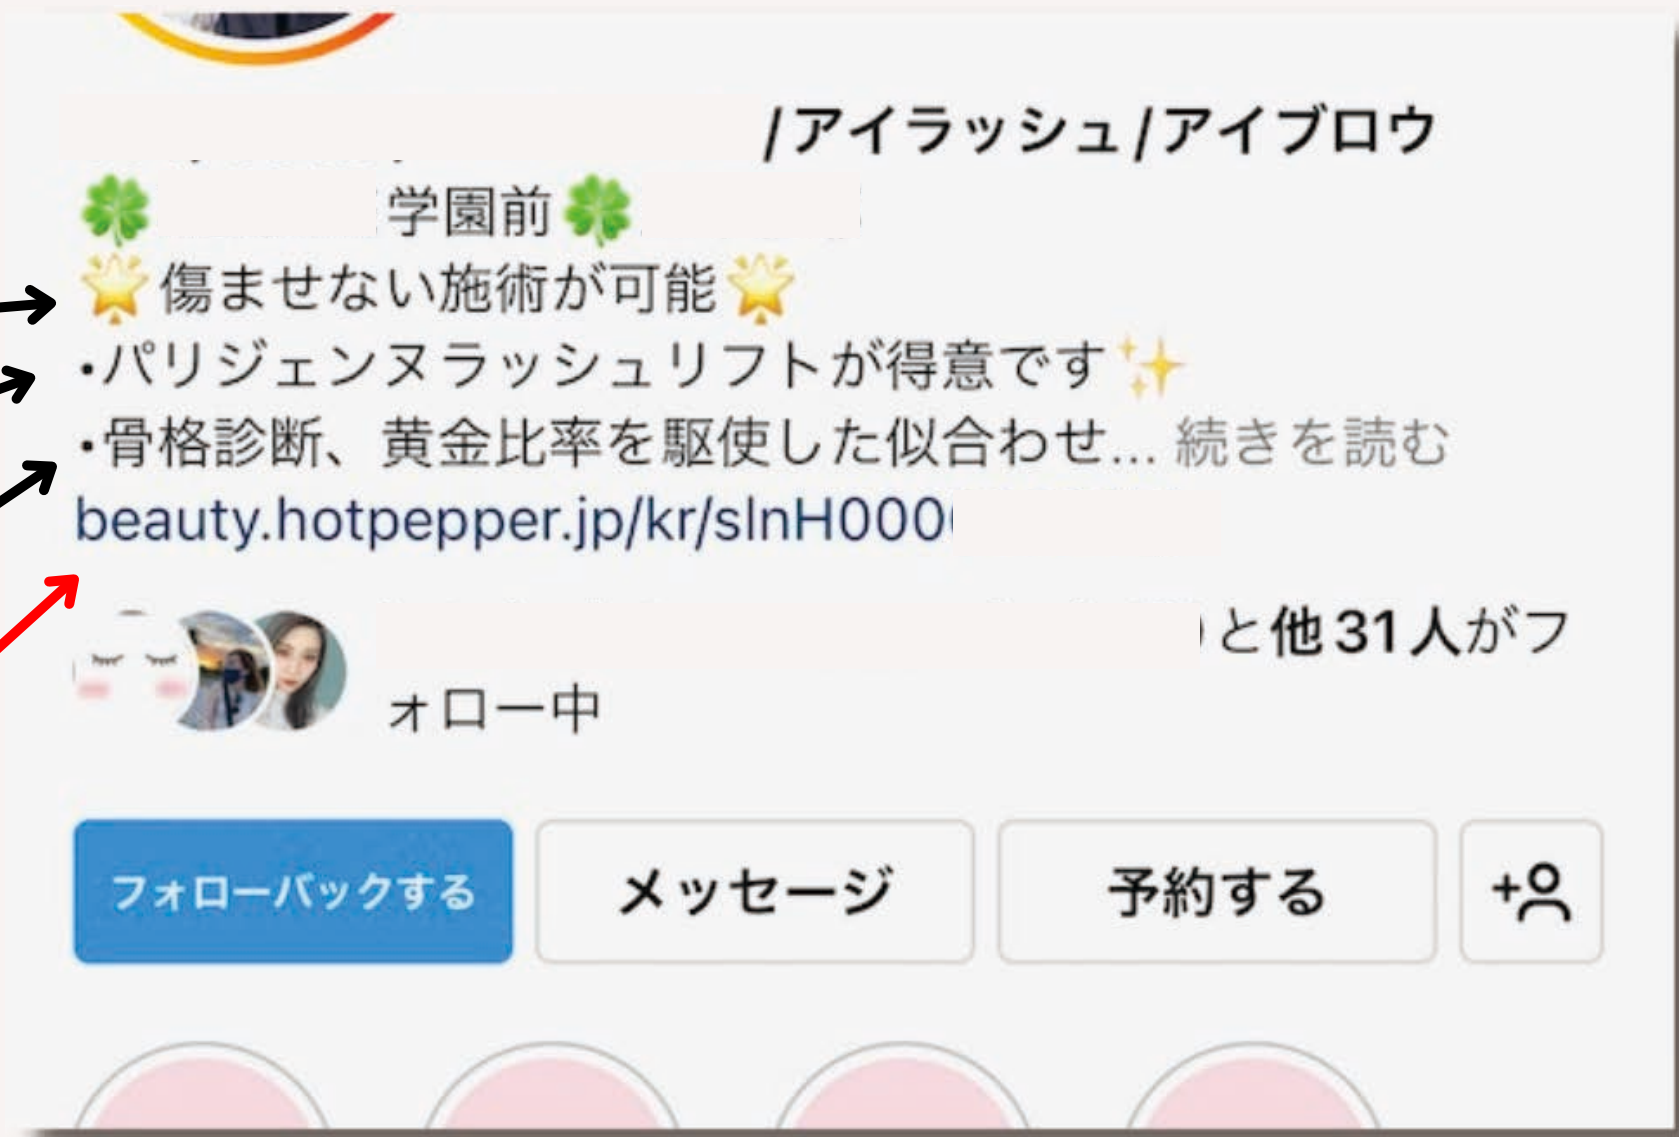 /アイラッシュ/アイブロウ
🍀 学園前🍀
🌟傷ませない施術が可能🌟
・パリジェンヌラッシュリフトが得意です✨
・骨格診断、黄金比率を駆使した似合わせ... 続きを読む
beauty.hotpepper.jp/kr/slnH000
と他31人がフ
ォロー中
フォローバックする
メッセージ
予約する